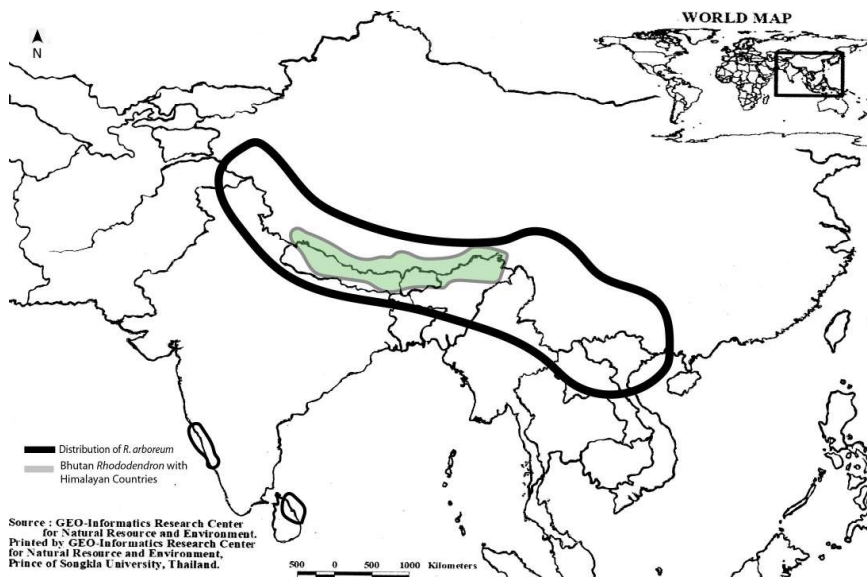 WORLD MAP
N
Distribution of R. arboreum
Bhutan Rhododendron with
Himalayan Countries
Source : GEO-Informatics Research Center
for Natural Resource and Environment.
Printed by GEO-Informatics Research Center
for Natural Resource and Environment,
Prince of Songkla University, Thailand.
500 0 500 1000 Kilometers